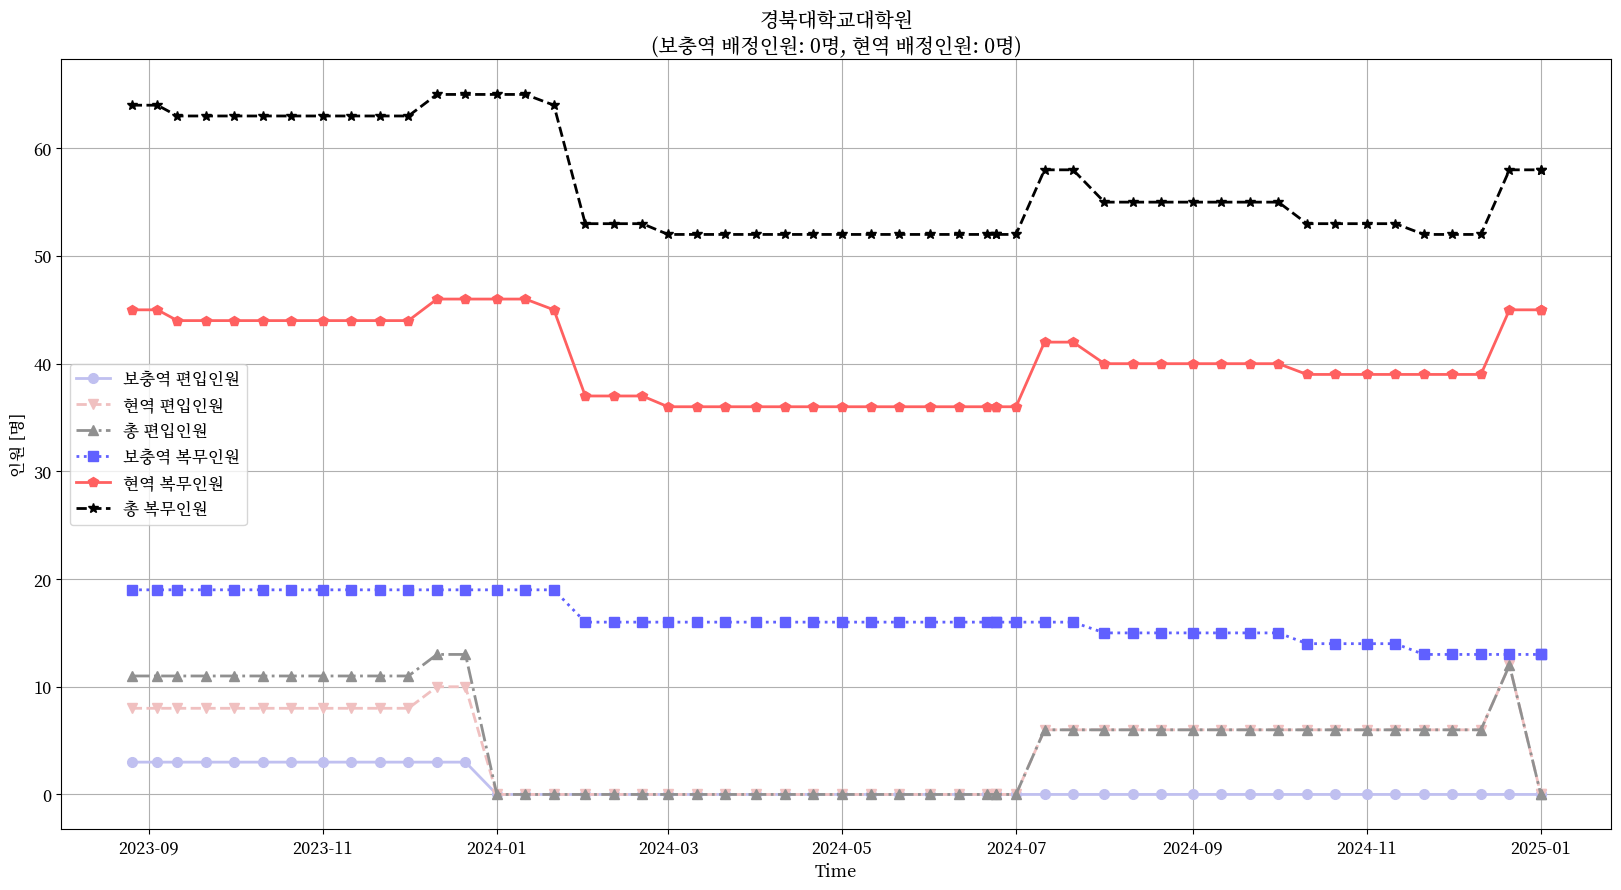 경북대학교대학원
(보충역 배정인원: 0명, 현역 배정인원: 0명)
인원 [명]
60
50
40
30
20
10
0
보충역 편입인원
현역 편입인원
총 편입인원
보충역 복무인원
현역 복무인원
총 복무인원
2023-09
2023-11
2024-01
2024-03
2024-05
2024-07
2024-09
2024-11
2025-01
Time